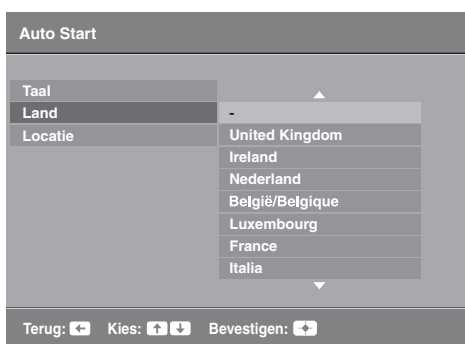 Auto Start
Taal
Land
-
Locatie
United Kingdom
Ireland
Nederland
België/Belgique
Luxembourg
France
Italia
Terug: Kies: Bevestigen: